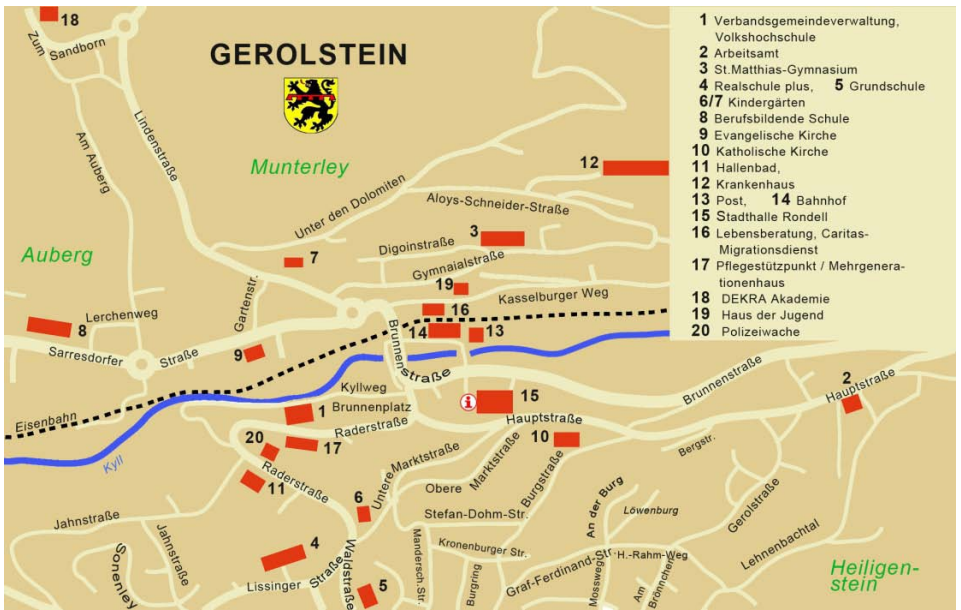 GEROLSTEIN
1 Verbandsgemeindeverwaltung,
Volkshochschule
2 Arbeitsamt
3 St.Matthias-Gymnasium
4 Realschule plus, 5 Grundschule
6/7 Kindergärten
8 Berufsbildende Schule
9 Evangelische Kirche
10 Katholische Kirche
11 Hallenbad,
12 Krankenhaus
13 Post, 14 Bahnhof
15 Stadthalle Rondell
16 Lebensberatung, Caritas-
Migrationsdienst
17 Pflegestützpunkt / Mehrgenera-
tionenhaus
18 DEKRA Akademie
19 Haus der Jugend
20 Polizeiwache
18
Zum
Sandborn
Lindenstraße
Am Auberg
Munterley
Auberg
Unter den Dolomiten
12
Aloys-Schneider-Straße
Digoinstraße
3
7
Gymnaialstraße
19
Kasselburger Weg
16
Gartenstr.
Lerchenweg
8
Sarresdorfer
Straße
9
14
13
Brunnen
straße
Brunnenstraße
Eisenbahn
Kyll
Kyllweg
Brunnenplatz
1
Raderstraße
i
15
Hauptstraße
2
Hauptstraße
20
17
11
Raderstraße
Untere Marktstraße
10
Obere
Marktstraße
Burgstraße
Bergstr.
6
Stefan-Dohm-Str.
An der Burg
Löwenburg
Gerolstraße
Lehnenbachtal
Jahnstraße
Jahnstraße
Sonnenley
4
Lissinger
Straße
Waldstraße
5
Mandersch.Str.
Kronenburger Str.
Burgring
Graf-Ferdinand-Str.
H.-Rahm-Weg
Mossweg
Am
Brönnchen
Heiligen-
stein